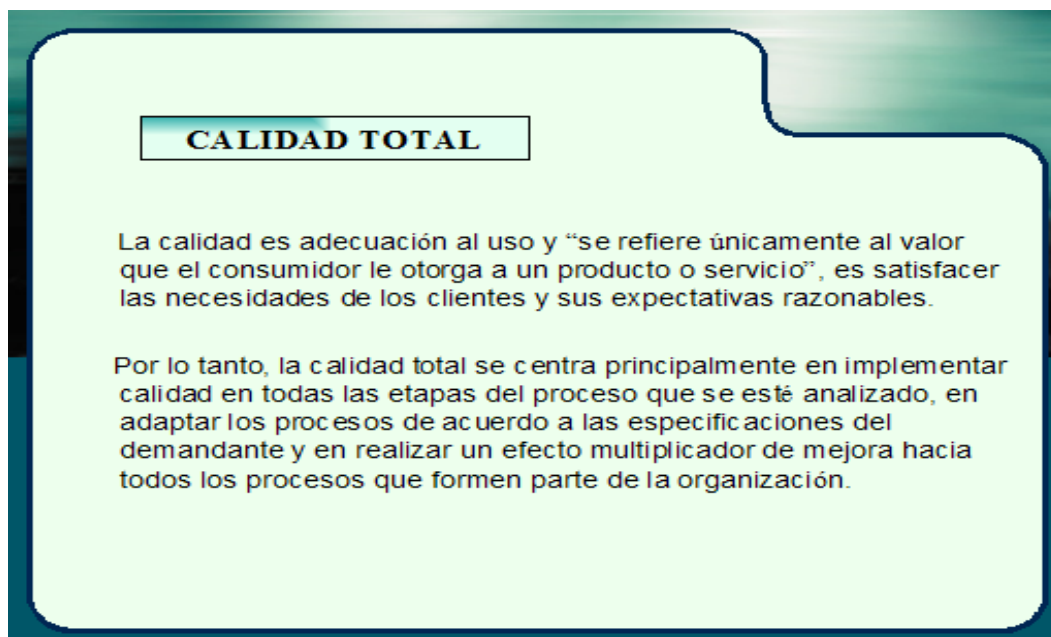 CALIDAD TOTAL
La calidad es adecuación al uso y “se refiere únicamente al valor
que el consumidor le otorga a un producto o servicio”, es satisfacer
las necesidades de los clientes y sus expectativas razonables.
Por lo tanto, la calidad total se centra principalmente en implementar
calidad en todas las etapas del proceso que se esté analizado, en
adaptar los procesos de acuerdo a las especificaciones del
demandante y en realizar un efecto multiplicador de mejora hacia
todos los procesos que formen parte de la organización.